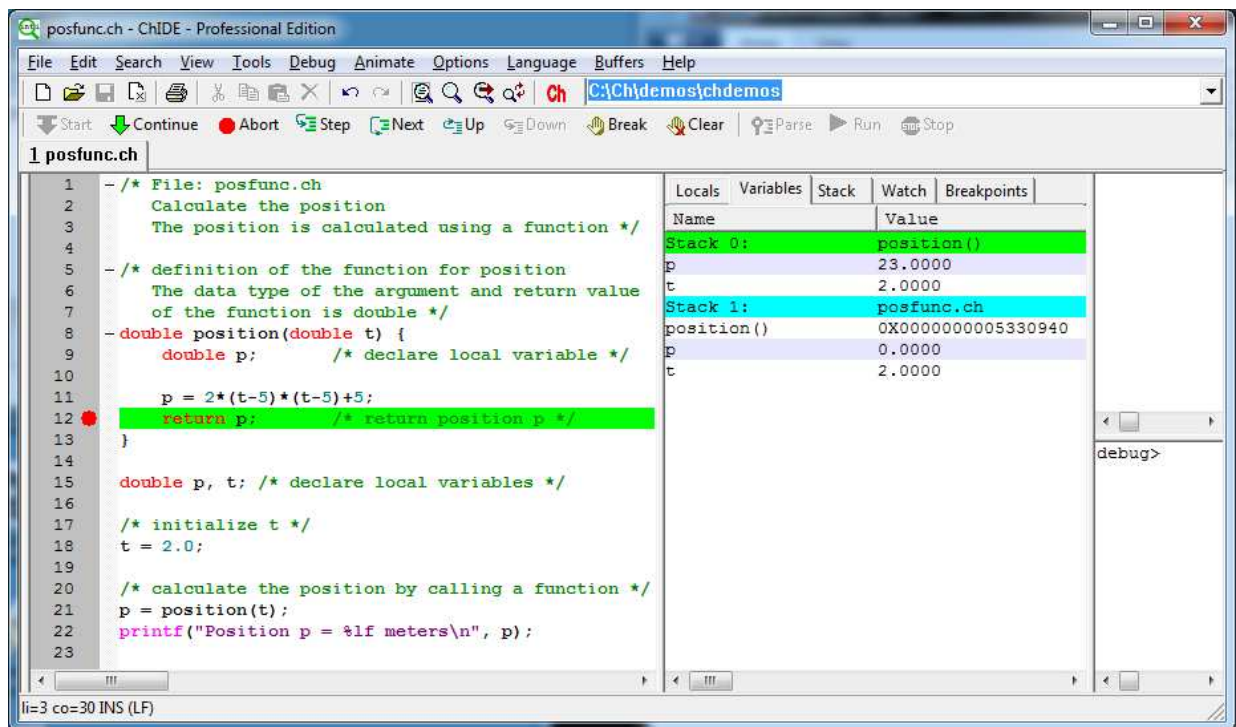 posfunc.ch - ChIDE - Professional Edition
File Edit Search View Tools Debug Animate Options Language Buffers Help
Ch C:\Ch\demos\chdemos
Start Continue Abort Step Next Up Down Break Clear Parse Run Stop
1 posfunc.ch
1 /* File: posfunc.ch
2 Calculate the position
3 The position is calculated using a function */
4
5 /* definition of the function for position
6 The data type of the argument and return value
7 of the function is double */
8 double position(double t) {
9 double p; /* declare local variable */
10
11 p = 2*(t-5)*(t-5)+5;
12 return p; /* return position p */
13 }
14
15 double p, t; /* declare local variables */
16
17 /* initialize t */
18 t = 2.0;
19
20 /* calculate the position by calling a function */
21 p = position(t);
22 printf("Position p = %lf meters\n", p);
23
Locals Variables Stack Watch Breakpoints
Name Value
Stack 0: position()
p 23.0000
t 2.0000
Stack 1: posfunc.ch
position() 0X0000000005330940
p 0.0000
t 2.0000
debug>
li=3 co=30 INS (LF)